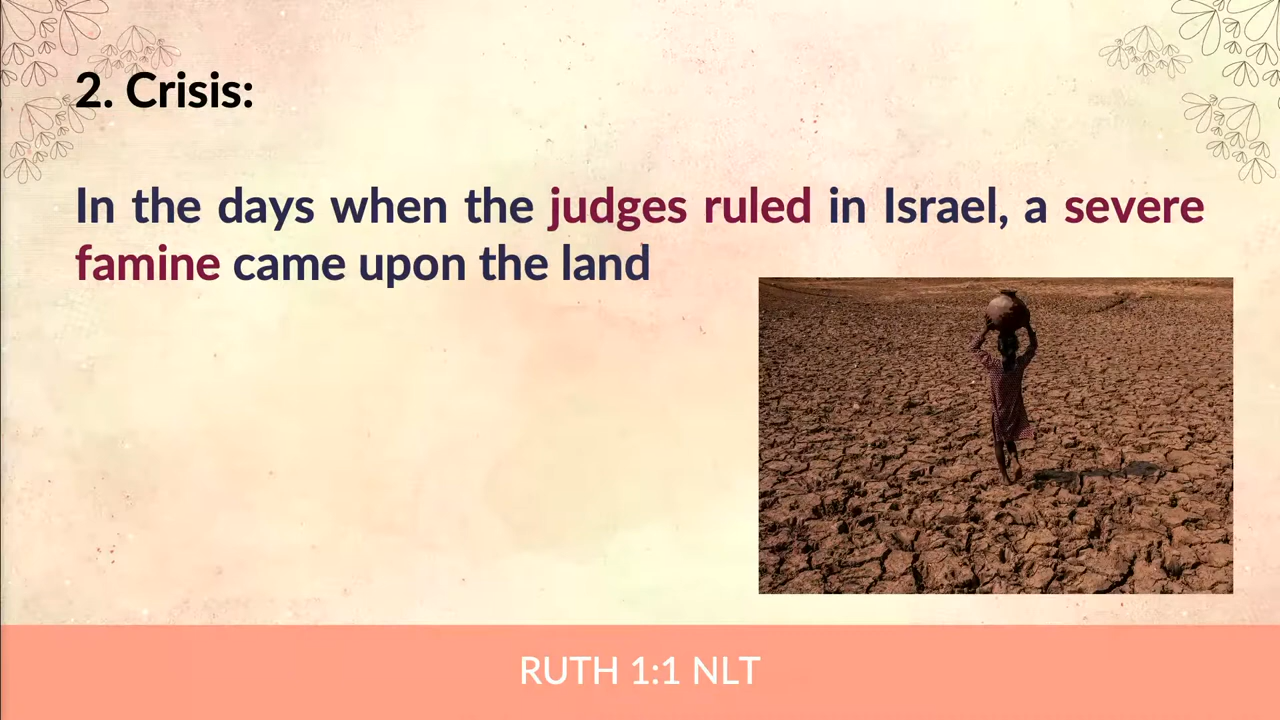 2. Crisis:
In the days when the judges ruled in Israel, a severe
famine came upon the land
RUTH 1:1 NLT